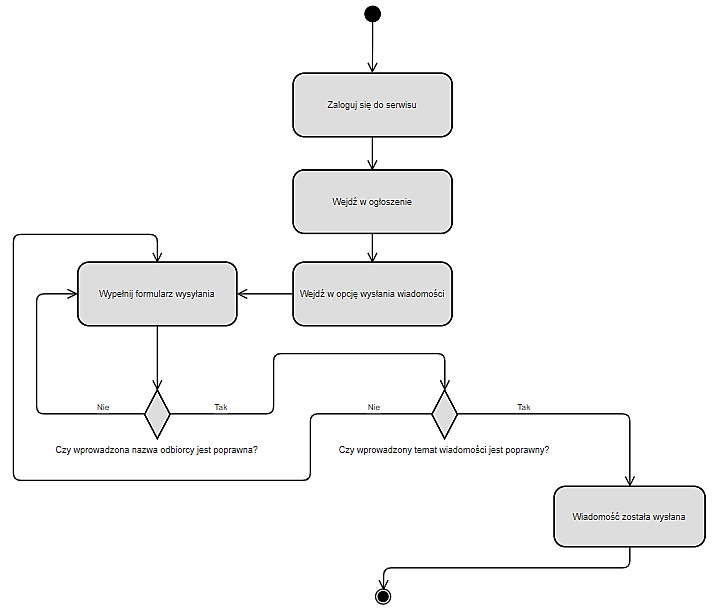 Zaloguj się do serwisu
Wejdź w ogłoszenie
Wypełnij formularz wysyłania
Wejdź w opcję wysłania wiadomości
Nie
Tak
Nie
Tak
Czy wprowadzona nazwa odbiorcy jest poprawna?
Czy wprowadzony temat wiadomości jest poprawny?
Wiadomość została wysłana